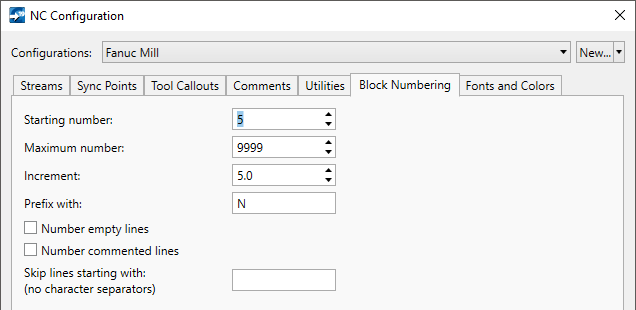 NC Configuration
Configurations: Fanuc Mill New...
Streams Sync Points Tool Callouts Comments Utilities Block Numbering Fonts and Colors
Starting number: 5
Maximum number: 9999
Increment: 5.0
Prefix with: N
Number empty lines
Number commented lines
Skip lines starting with:
(no character separators)